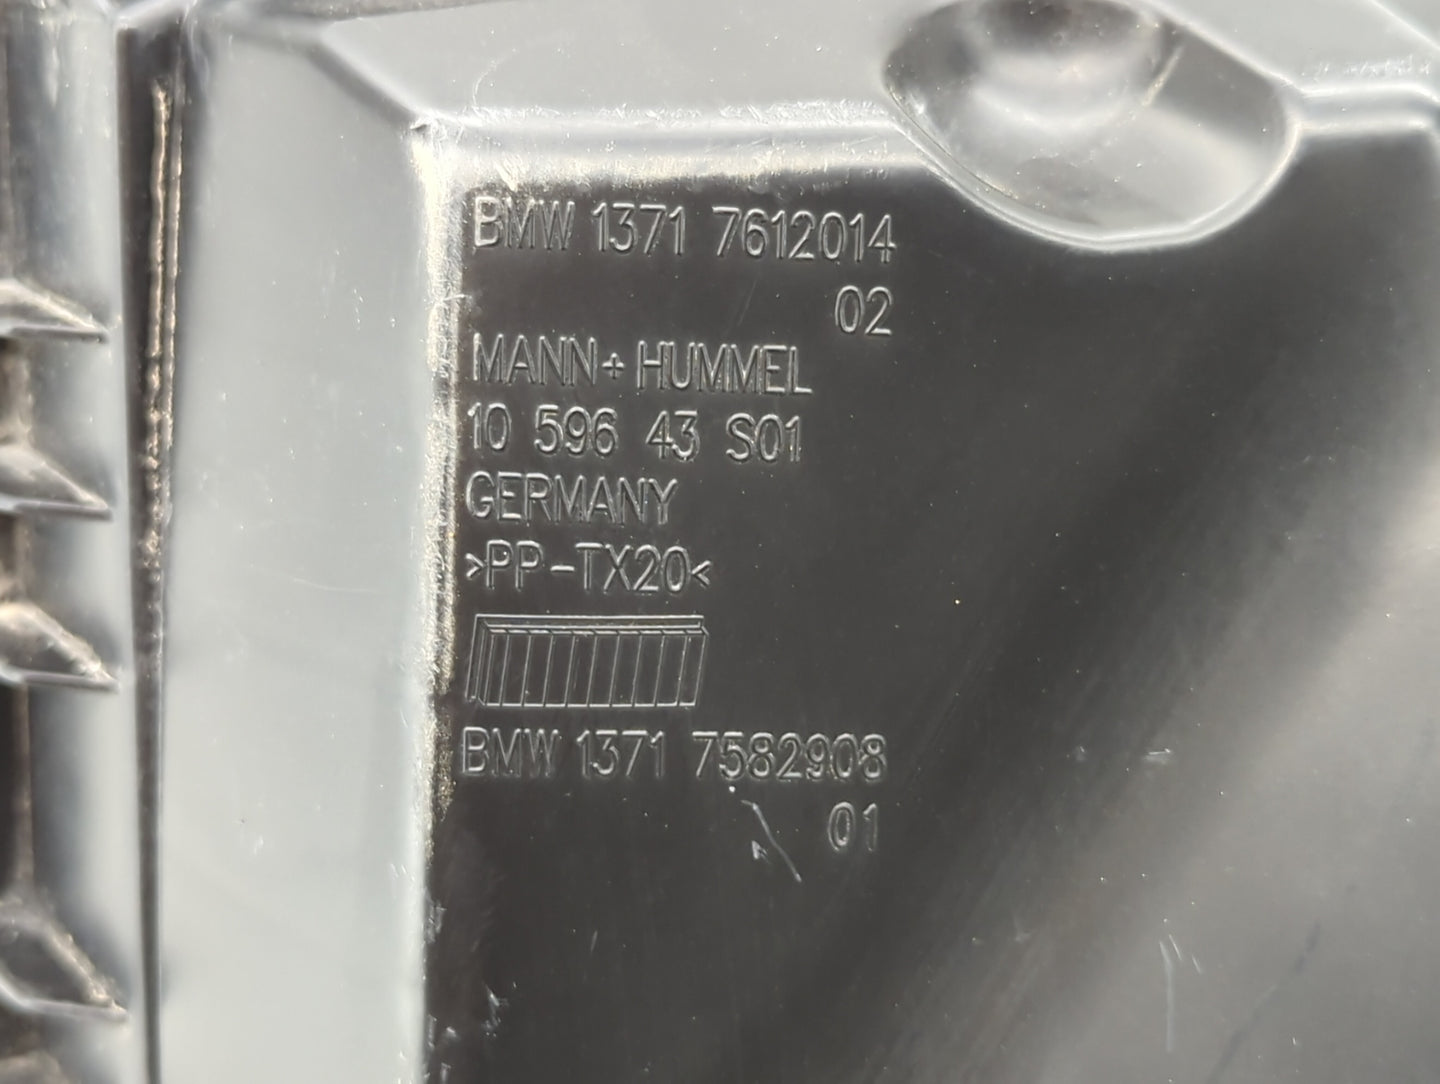 BMW 1371 7612014
02
MANN+HUMMEL
10 596 43 S01
GERMANY
>PP-TX20<
BMW 1371 7582908
01